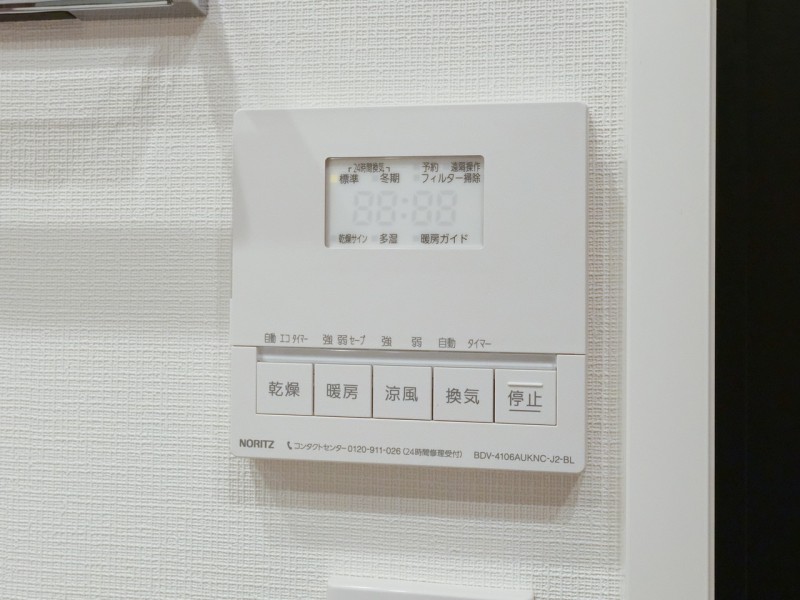 24時間換気 予約 遠隔操作
標準 冬期 フィルター掃除
88:88
乾燥サイン 多湿 暖房ガイド
自動 エコ タイマー 強 弱 セーブ 強 弱 自動 タイマー
乾燥 暖房 涼風 換気 停止
NORITZ コンタクトセンター 0120-911-026 (24時間修理受付) BDV-4106AUKNC-J2-BL